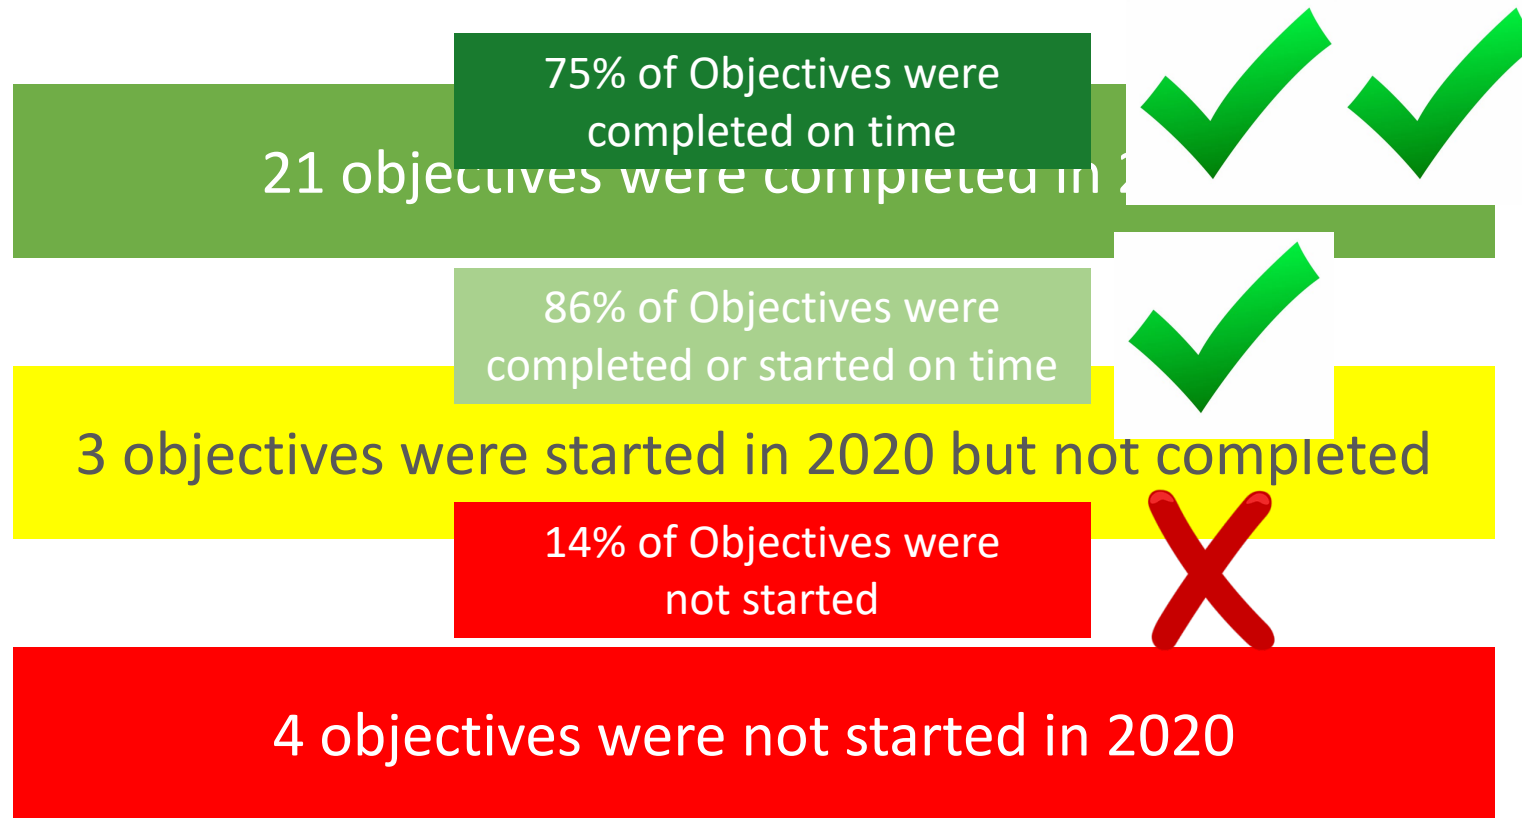 75% of Objectives were
completed on time
21 objectives were completed in
86% of Objectives were
completed or started on time
3 objectives were started in 2020 but not completed
14% of Objectives were
not started
4 objectives were not started in 2020